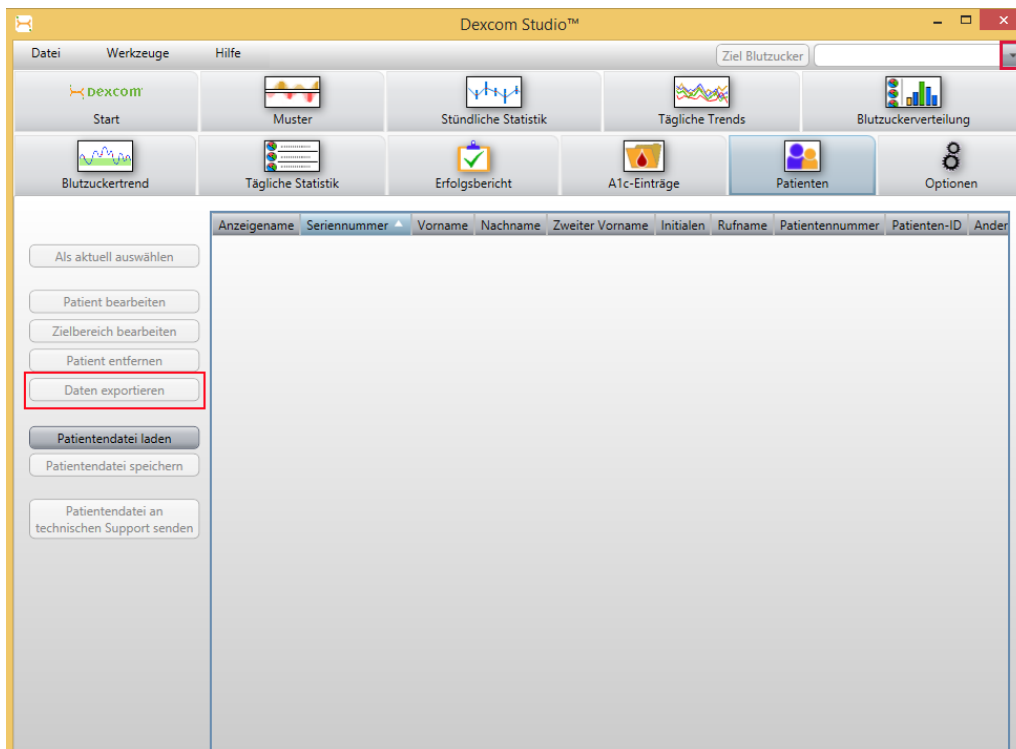 Dexcom Studio™
Datei Werkzeuge Hilfe Ziel Blutzucker
Dexcom
Start Muster Stündliche Statistik Tägliche Trends Blutzuckerverteilung
Blutzuckertrend Tägliche Statistik Erfolgsbericht A1c-Einträge Patienten Optionen
Anzeigename Seriennummer Vorname Nachname Zweiter Vorname Initialen Rufname Patientennummer Patienten-ID Ander
Als aktuell auswählen
Patient bearbeiten
Zielbereich bearbeiten
Patient entfernen
Daten exportieren
Patientendatei laden
Patientendatei speichern
Patientendatei an
technischen Support senden